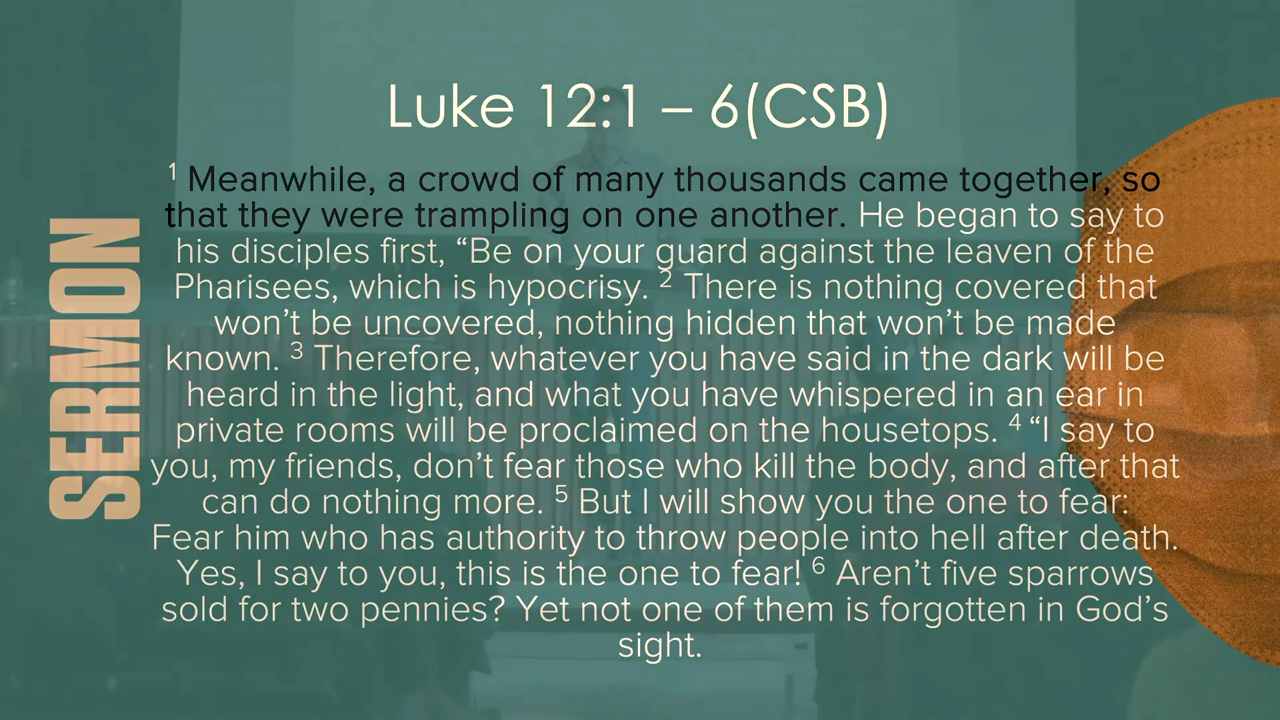 Luke 12:1 – 6(CSB)
1 Meanwhile, a crowd of many thousands came together, so
that they were trampling on one another. He began to say to
his disciples first, “Be on your guard against the leaven of the
Pharisees, which is hypocrisy. 2 There is nothing covered that
won’t be uncovered, nothing hidden that won’t be made
known. 3 Therefore, whatever you have said in the dark will be
heard in the light, and what you have whispered in an ear in
private rooms will be proclaimed on the housetops. 4 “I say to
you, my friends, don’t fear those who kill the body, and after that
can do nothing more. 5 But I will show you the one to fear:
Fear him who has authority to throw people into hell after death.
Yes, I say to you, this is the one to fear! 6 Aren’t five sparrows
sold for two pennies? Yet not one of them is forgotten in God’s
sight.
SERMON